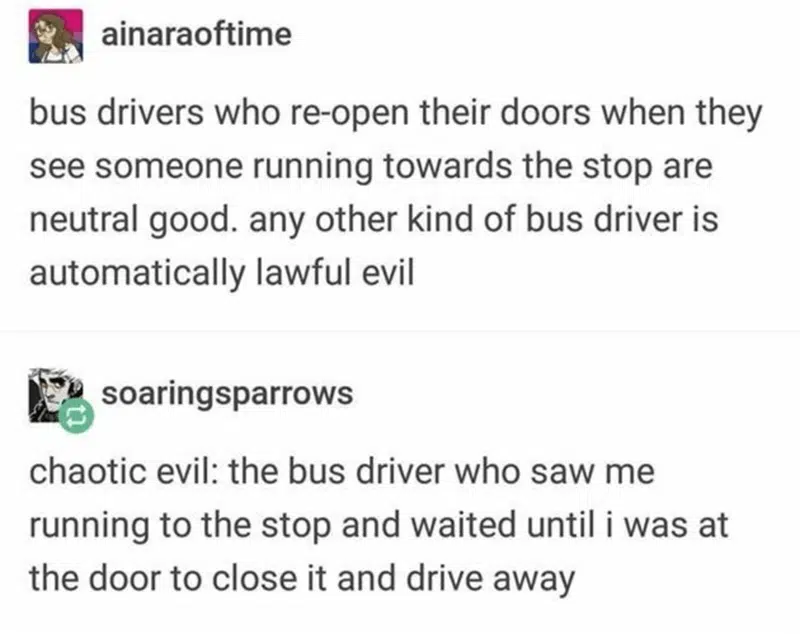 ainaraoftime
bus drivers who re-open their doors when they
see someone running towards the stop are
neutral good. any other kind of bus driver is
automatically lawful evil
soaringsparrows
chaotic evil: the bus driver who saw me
running to the stop and waited until i was at
the door to close it and drive away